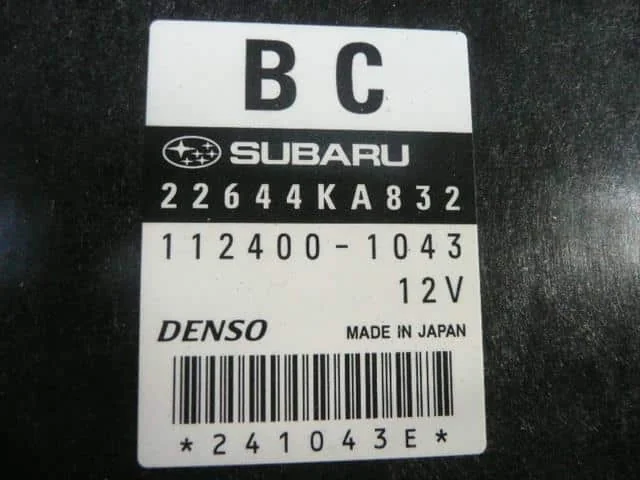 B C
SUBARU
22644KA832
112400-1043
12V
DENSO MADE IN JAPAN
*241043E*